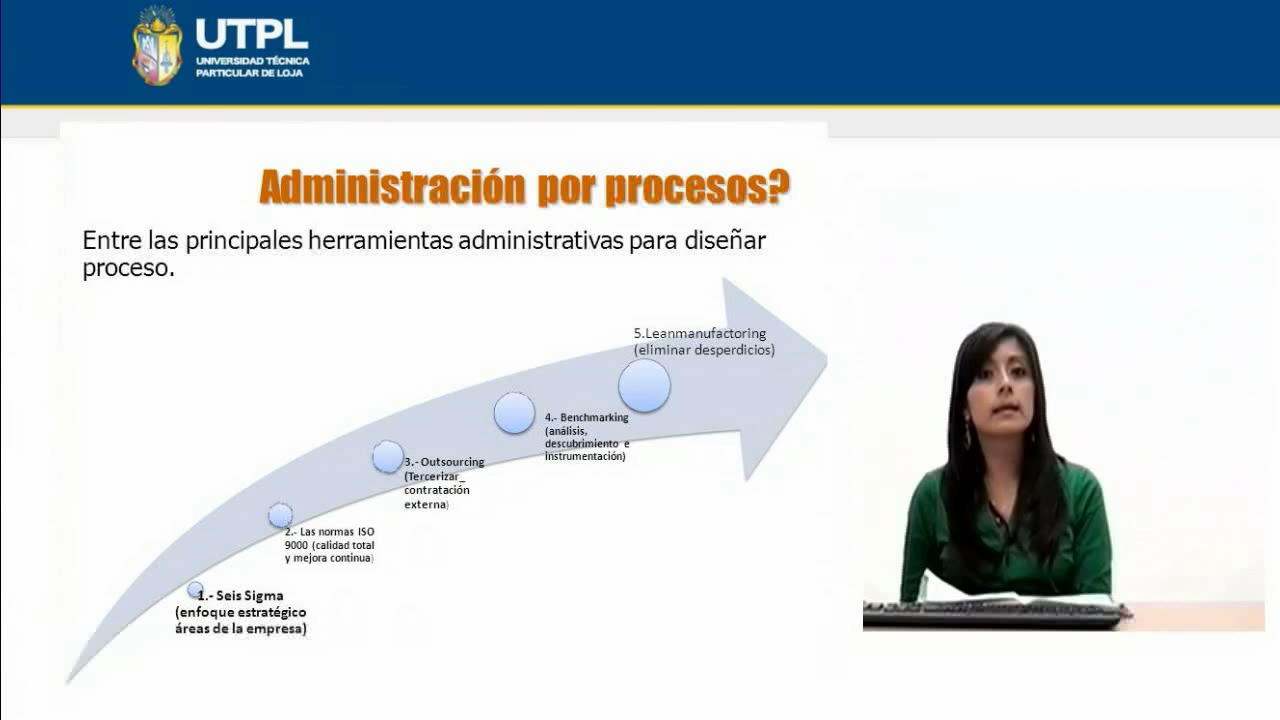 UTPL
UNIVERSIDAD TÉCNICA
PARTICULAR DE LOJA
Administración por procesos?
Entre las principales herramientas administrativas para diseñar
proceso.
5.Leanmanufactoring
(eliminar desperdicios)
4.- Benchmarking
(análisis,
descubrimiento e
instrumentación)
3.- Outsourcing
(Tercerizar_
contratación
externa)
2.- Las normas ISO
9000 (calidad total
y mejora continua)
1.- Seis Sigma
(enfoque estratégico
áreas de la empresa)